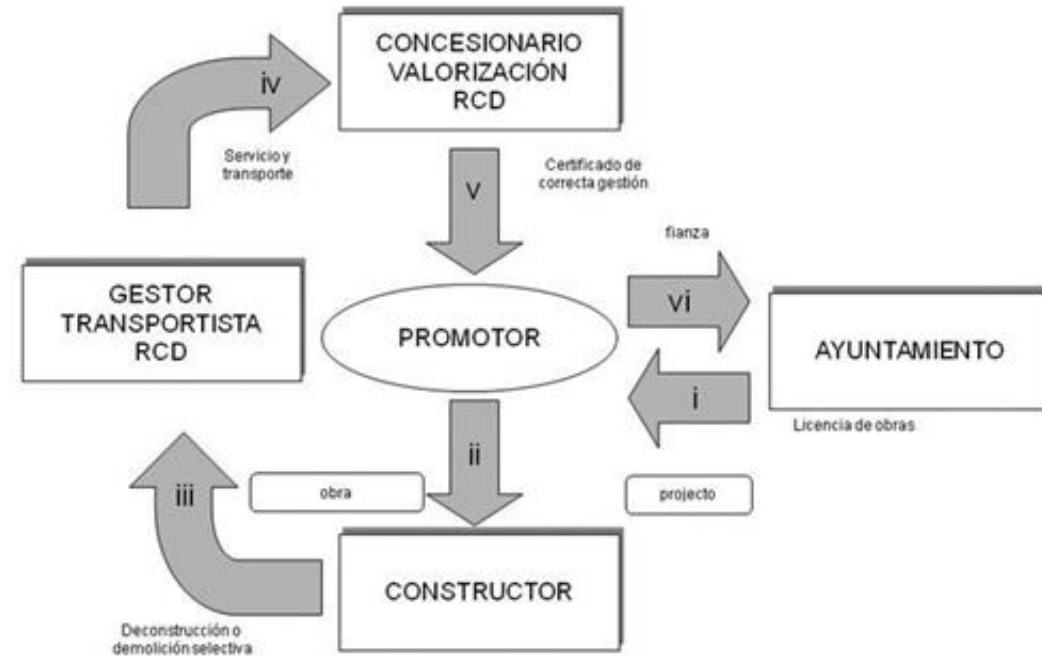 CONCESIONARIO
VALORIZACIÓN
RCD
iv
Servicio y
transporte
v
Certificado de
correcta gestión
fianza
vi
GESTOR
TRANSPORTISTA
RCD
PROMOTOR
AYUNTAMIENTO
i
Licencia de obras
ii
iii
obra
projecto
CONSTRUCTOR
Deconstrucción o
demolición selectiva